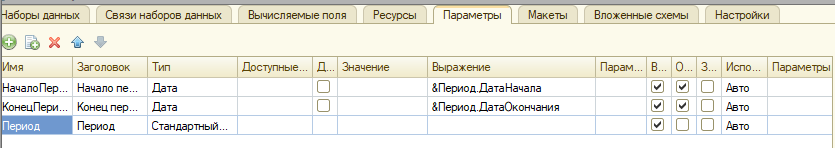 Наборы данных Связи наборов данных Вычисляемые поля Ресурсы Параметры Макеты Вложенные схемы Настройки
Имя Заголовок Тип Доступные... Д... Значение Выражение Парам... В... О... З... Испо... Параметры
НачалоПер... Начало пе... Дата &Период.ДатаНачала Авто
КонецПери... Конец пер... Дата &Период.ДатаОкончания Авто
Период Период Стандартный... Авто